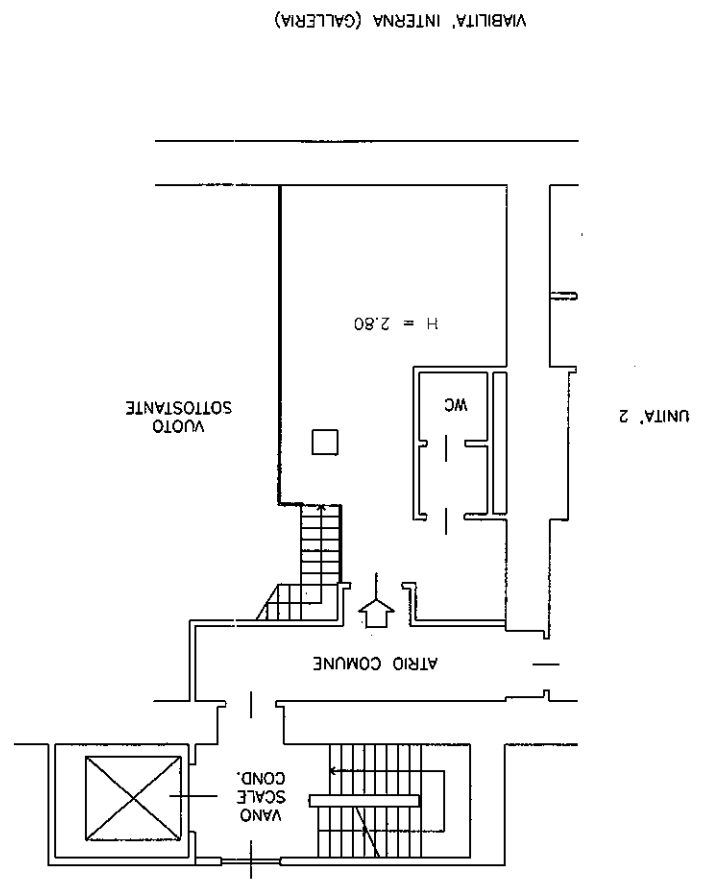 VANO
SCALE
COND.
ATRIO COMUNE
UNITA' 2
WC
VUOTO
SOTTOSTANTE
H = 2.80
VIABILITA' INTERNA (GALLERIA)